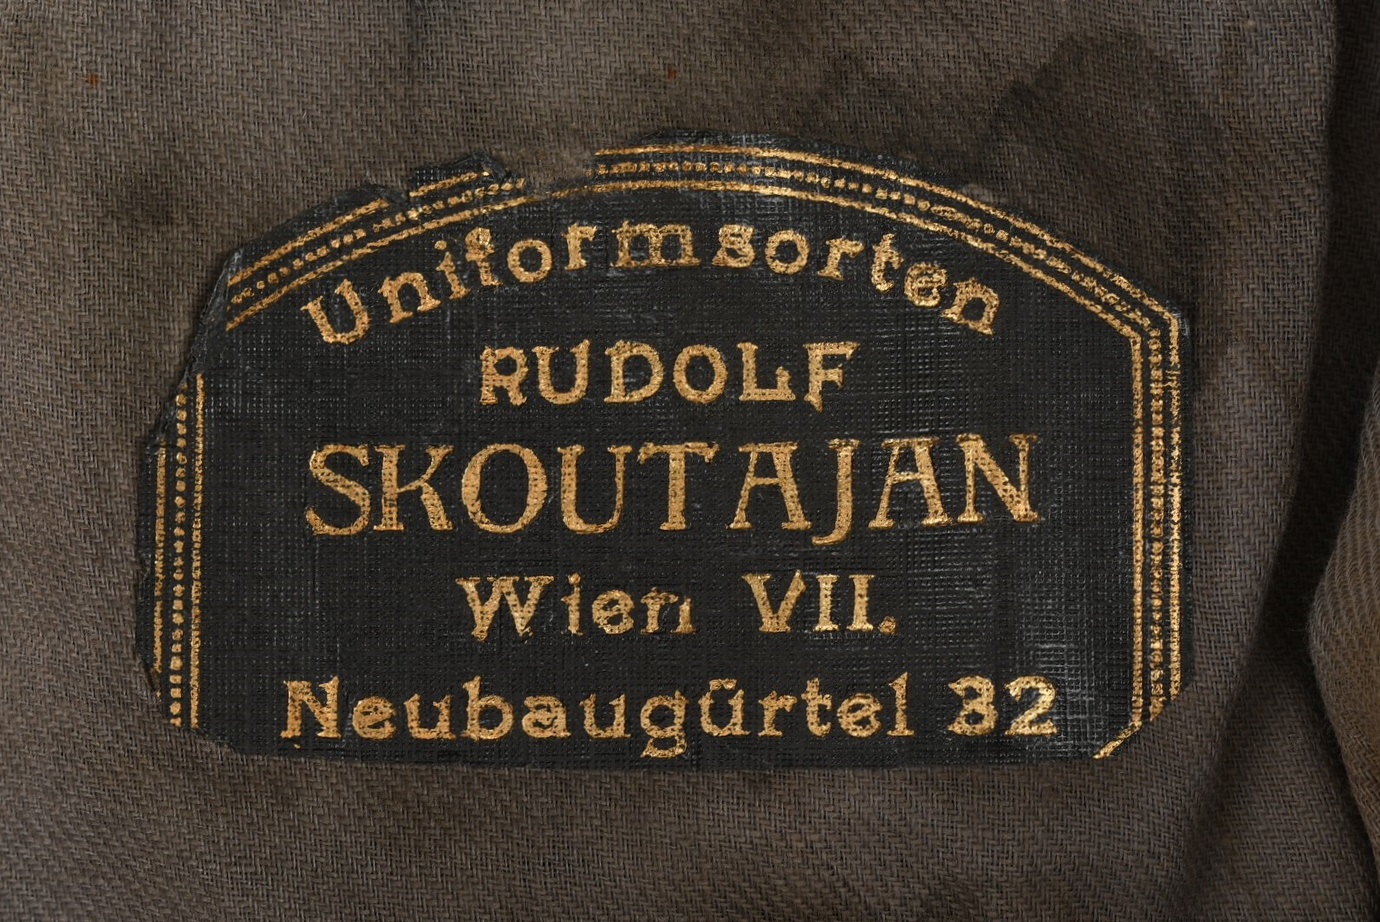 Uniformsorten
RUDOLF
SKOUTAJAN
Wien VII.
Neubaugürtel 32